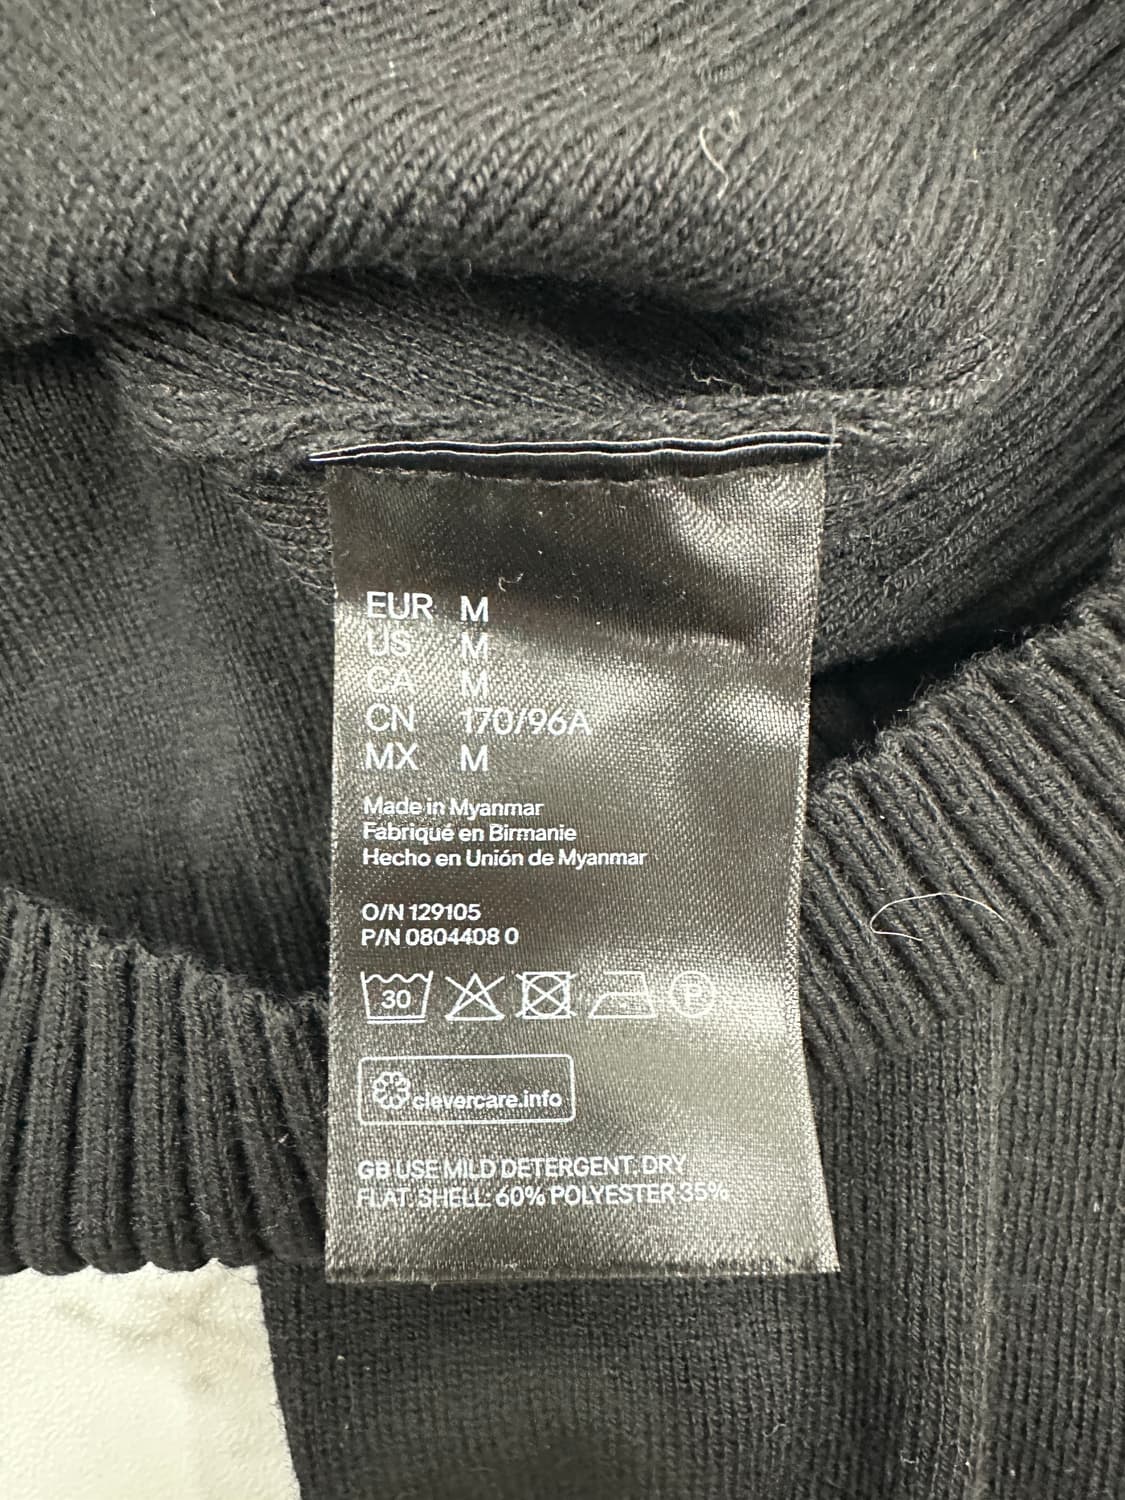 EUR M
US M
CA M
CN 170/96A
MX M
Made in Myanmar
Fabriqué en Birmanie
Hecho en Unión de Myanmar
O/N 129105
P/N 0804408 0
30 P
clevercare.info
GB USE MILD DETERGENT. DRY
FLAT. SHELL: 60% POLYESTER 35%